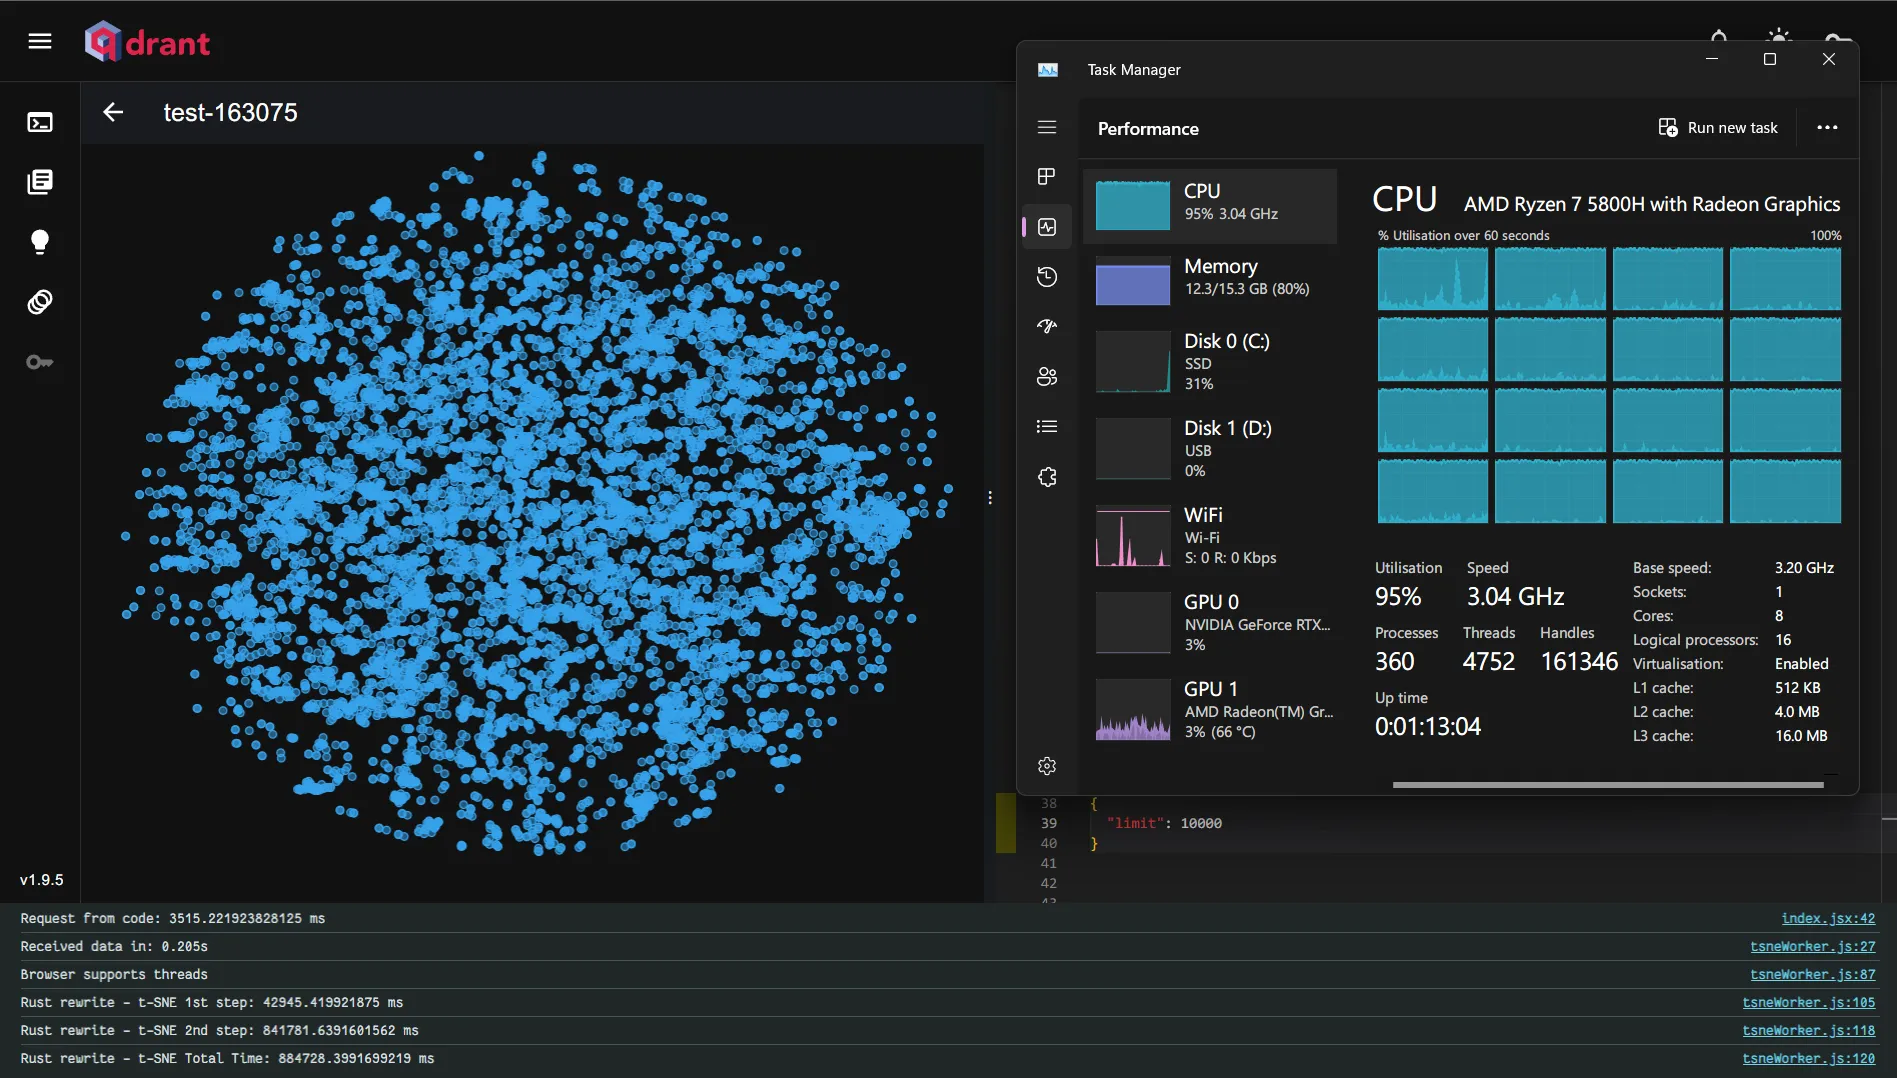 qdrant
test-163075
v1.9.5
Task Manager
Performance
Run new task
CPU
95% 3.04 GHz
Memory
12.3/15.3 GB (80%)
Disk 0 (C:)
SSD
31%
Disk 1 (D:)
USB
0%
WiFi
Wi-Fi
S: 0 R: 0 Kbps
GPU 0
NVIDIA GeForce RTX...
3%
GPU 1
AMD Radeon(TM) Gr...
3% (66 °C)
CPU AMD Ryzen 7 5800H with Radeon Graphics
% Utilisation over 60 seconds 100%
Utilisation Speed
95% 3.04 GHz
Processes Threads Handles
360 4752 161346
Up time
0:01:13:04
Base speed: 3.20 GHz
Sockets: 1
Cores: 8
Logical processors: 16
Virtualisation: Enabled
L1 cache: 512 KB
L2 cache: 4.0 MB
L3 cache: 16.0 MB
38 {
39 "limit": 10000
40 }
41
42
43
Request from code: 3515.221923828125 ms index.jsx:42
Received data in: 0.205s tsneWorker.js:27
Browser supports threads tsneWorker.js:87
Rust rewrite - t-SNE 1st step: 42945.419921875 ms tsneWorker.js:105
Rust rewrite - t-SNE 2nd step: 841781.6391601562 ms tsneWorker.js:118
Rust rewrite - t-SNE Total Time: 884728.3991699219 ms tsneWorker.js:120